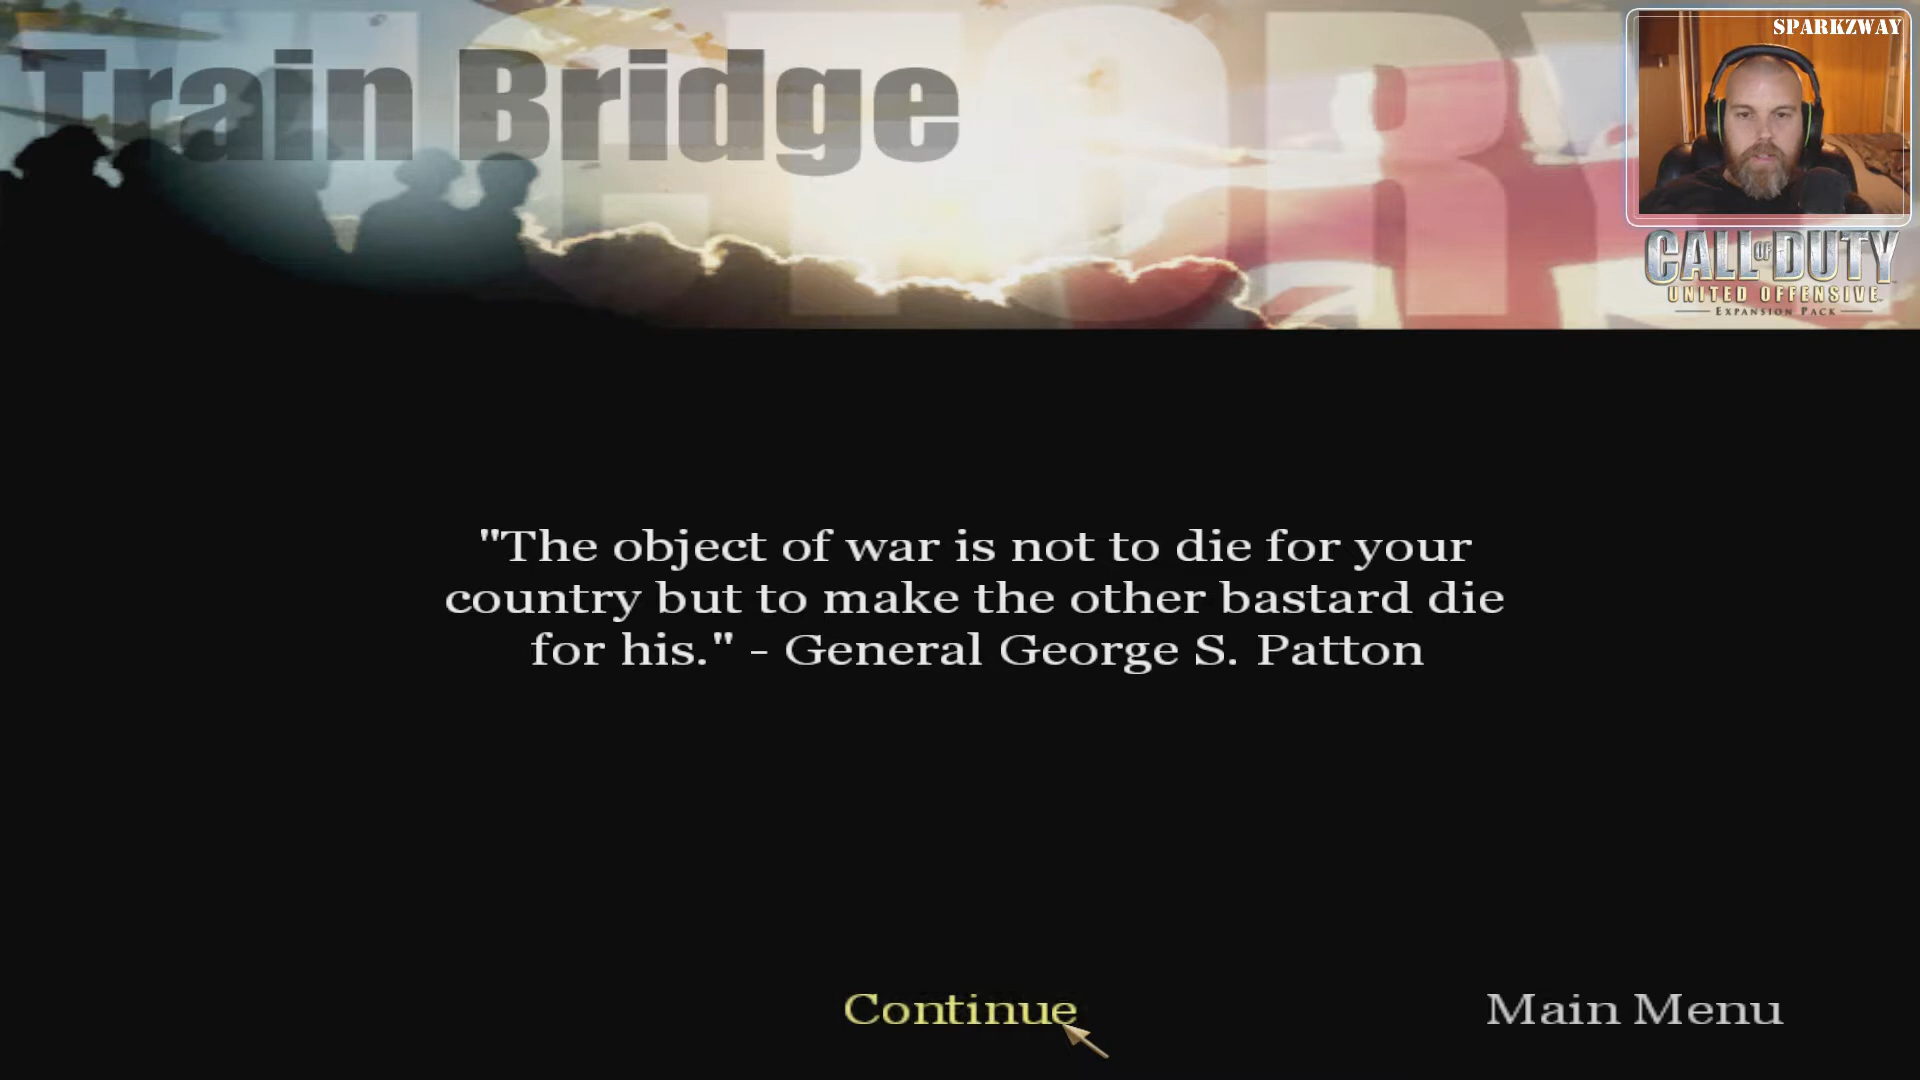 VICTORY
Train Bridge
SPARKZWAY
CALL OF DUTY
UNITED OFFENSIVE
EXPANSION PACK
"The object of war is not to die for your
country but to make the other bastard die
for his." - General George S. Patton
Continue
Main Menu